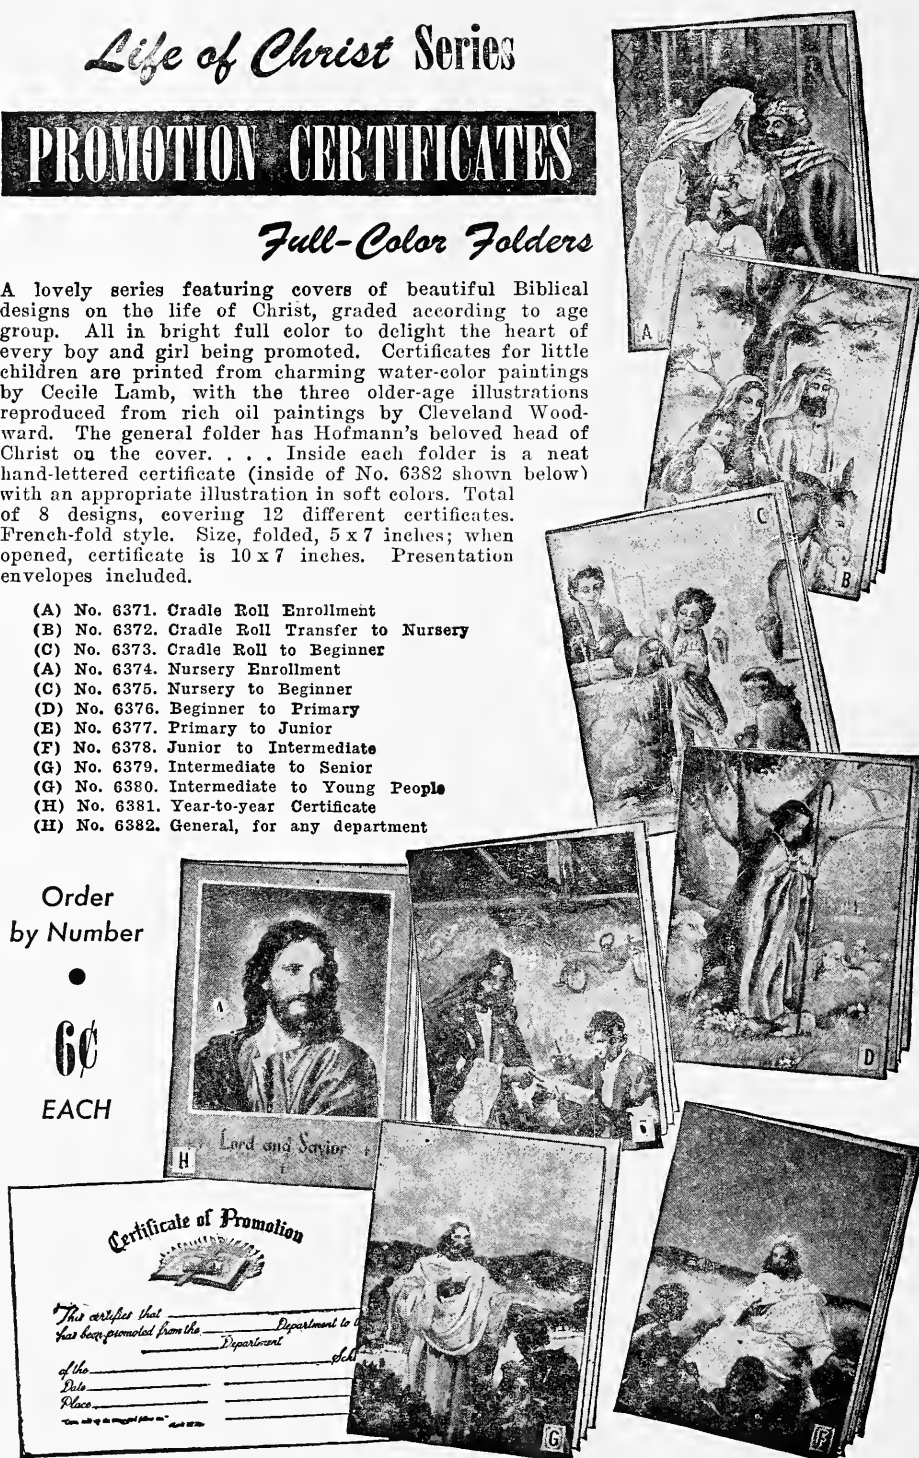 Life of Christ Series
PROMOTION CERTIFICATES
Full-Color Folders
A lovely series featuring covers of beautiful Biblical
designs on the life of Christ, graded according to age
group. All in bright full color to delight the heart of
every boy and girl being promoted. Certificates for little
children are printed from charming water-color paintings
by Cecile Lamb, with the three older-age illustrations
reproduced from rich oil paintings by Cleveland Wood-
ward. The general folder has Hofmann's beloved head of
Christ on the cover. . . . Inside each folder is a neat
hand-lettered certificate (inside of No. 6382 shown below)
with an appropriate illustration in soft colors. Total
of 8 designs, covering 12 different certificates.
French-fold style. Size, folded, 5 x 7 inches; when
opened, certificate is 10 x 7 inches. Presentation
envelopes included.
(A) No. 6371. Cradle Roll Enrollment
(B) No. 6372. Cradle Roll Transfer to Nursery
(C) No. 6373. Cradle Roll to Beginner
(A) No. 6374. Nursery Enrollment
(C) No. 6375. Nursery to Beginner
(D) No. 6376. Beginner to Primary
(E) No. 6377. Primary to Junior
(F) No. 6378. Junior to Intermediate
(G) No. 6379. Intermediate to Senior
(G) No. 6380. Intermediate to Young People
(H) No. 6381. Year-to-year Certificate
(H) No. 6382. General, for any department
Order
by Number
6¢
EACH
A
B
C
D
H
Lord and Savior
G
F
Certificate of Promotion
This certifies that
has been promoted from the Department to t
Department
of the Sch
Date
Place